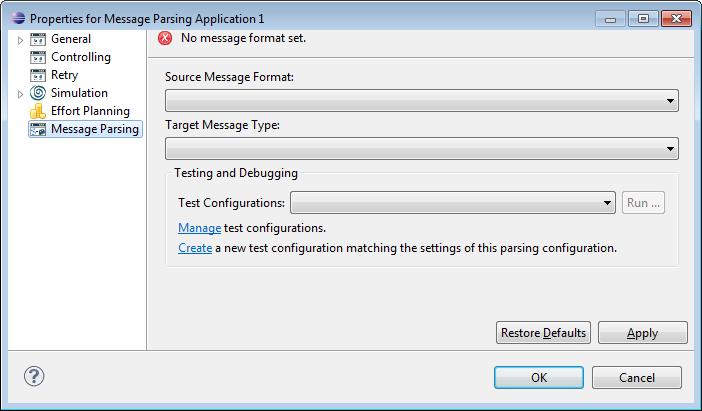 Properties for Message Parsing Application 1
General
Controlling
Retry
Simulation
Effort Planning
Message Parsing
No message format set.
Source Message Format:
Target Message Type:
Testing and Debugging
Test Configurations:
Run ...
Manage test configurations.
Create a new test configuration matching the settings of this parsing configuration.
Restore Defaults
Apply
?
OK
Cancel